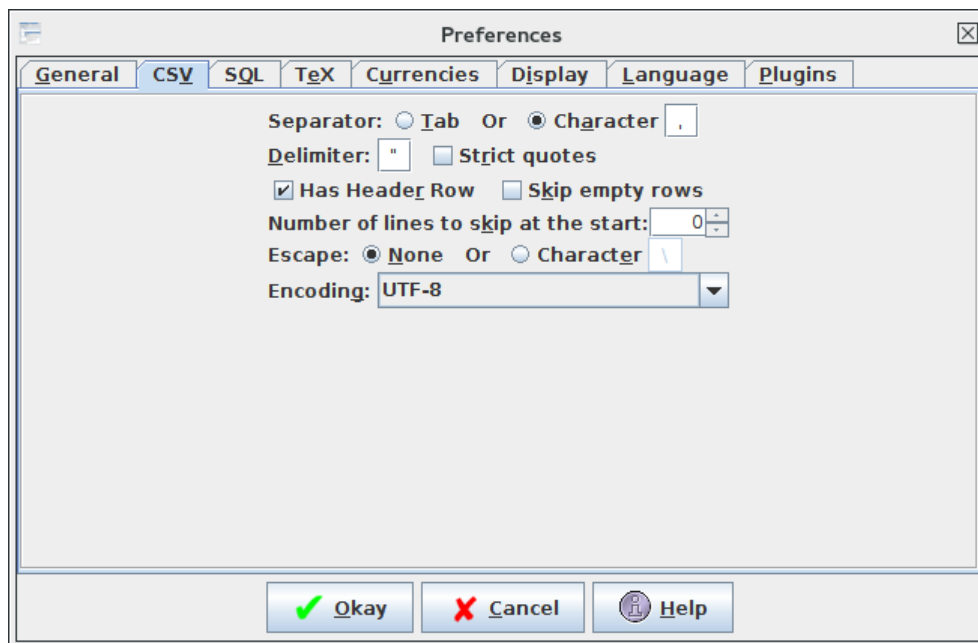 Preferences
General CSV SQL TeX Currencies Display Language Plugins
Separator: Tab Or Character ,
Delimiter: " Strict quotes
Has Header Row Skip empty rows
Number of lines to skip at the start: 0
Escape: None Or Character \
Encoding: UTF-8
Okay Cancel Help